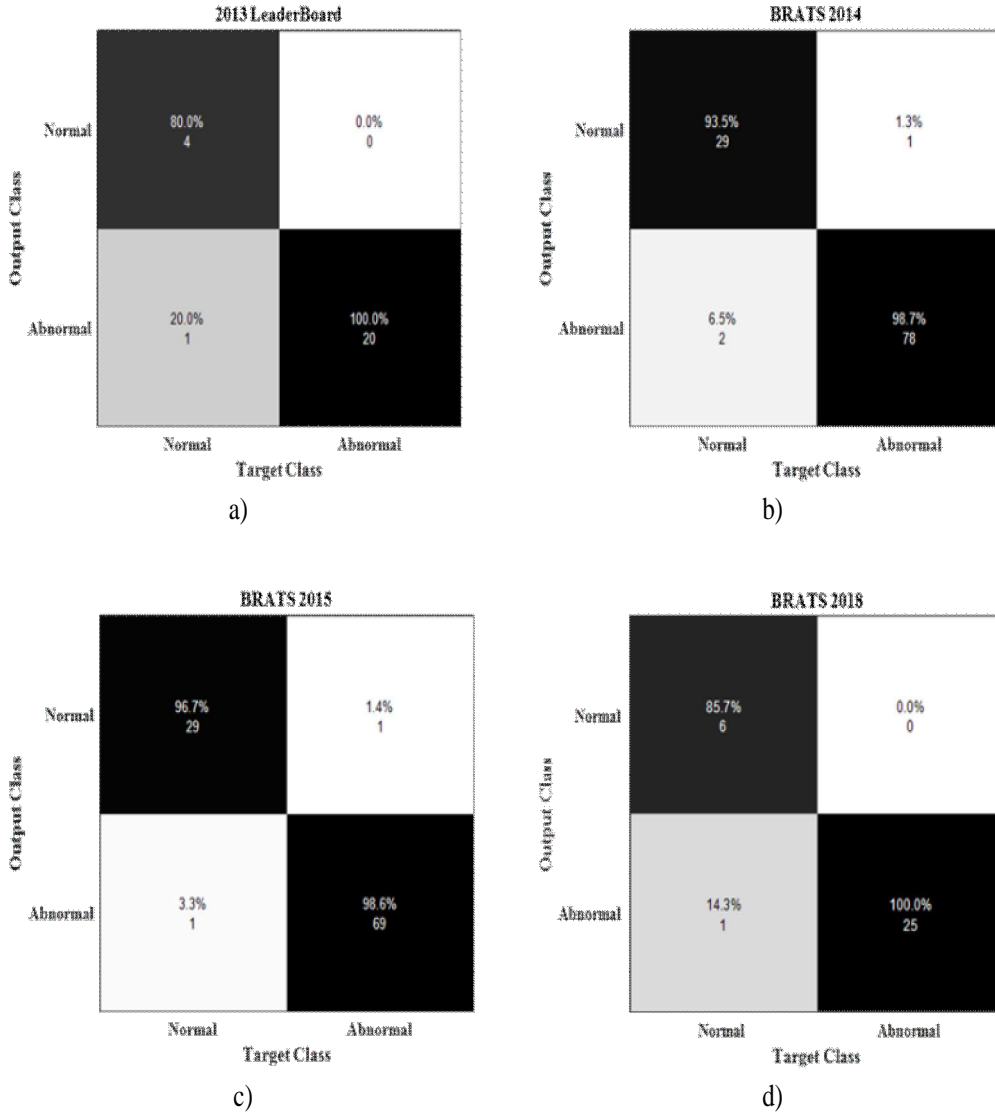 2013 LeaderBoard
Output Class
Normal
80.0%
4
0.0%
0
Abnormal
20.0%
1
100.0%
20
Normal
Abnormal
Target Class
a)
BRATS 2014
Output Class
Normal
93.5%
29
1.3%
1
Abnormal
6.5%
2
98.7%
78
Normal
Abnormal
Target Class
b)
BRATS 2015
Output Class
Normal
96.7%
29
1.4%
1
Abnormal
3.3%
1
98.6%
69
Normal
Abnormal
Target Class
c)
BRATS 2018
Output Class
Normal
85.7%
6
0.0%
0
Abnormal
14.3%
1
100.0%
25
Normal
Abnormal
Target Class
d)